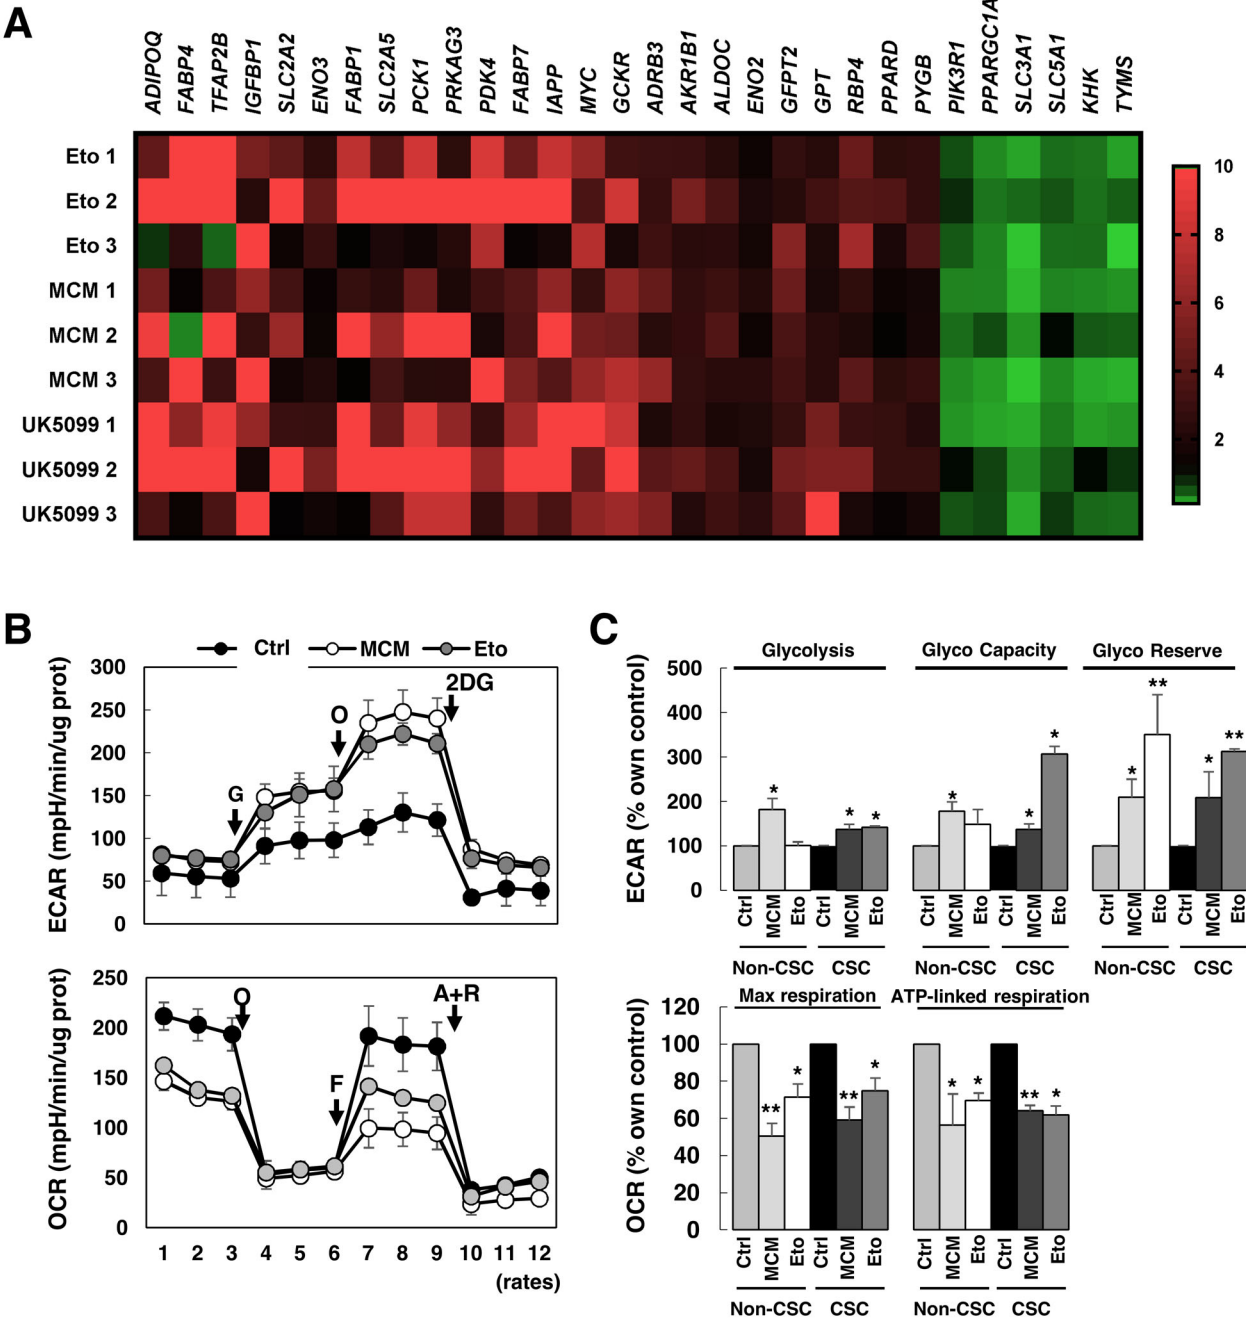 A
ADIPOQ FABP4 TFAP2B IGFBP1 SLC2A2 ENO3 FABP1 SLC2A5 PCK1 PRKAG3 PDK4 FABP7 IAPP MYC GCKR ADRB3 AKR1B1 ALDOC ENO2 GFPT2 GPT RBP4 PPARD PYGB PIK3R1 PPARGC1A SLC3A1 SLC5A1 KHK TYMS
Eto 1
Eto 2
Eto 3
MCM 1
MCM 2
MCM 3
UK5099 1
UK5099 2
UK5099 3
10
8
6
4
2
B
Ctrl MCM Eto
ECAR (mpH/min/ug prot)
300
250
200
150
100
50
0
G
O
2DG
OCR (mpH/min/ug prot)
250
200
150
100
50
0
O
F
A+R
1 2 3 4 5 6 7 8 9 10 11 12
(rates)
C
Glycolysis Glyco Capacity Glyco Reserve
ECAR (% own control)
500
400
300
200
100
0
* * * * * * * ** * **
Ctrl MCM Eto Ctrl MCM Eto Ctrl MCM Eto Ctrl MCM Eto Ctrl MCM Eto Ctrl MCM Eto
Non-CSC CSC Non-CSC CSC Non-CSC CSC
Max respiration ATP-linked respiration
OCR (% own control)
120
100
80
60
40
20
0
** * ** * * * ** *
Ctrl MCM Eto Ctrl MCM Eto Ctrl MCM Eto Ctrl MCM Eto
Non-CSC CSC Non-CSC CSC